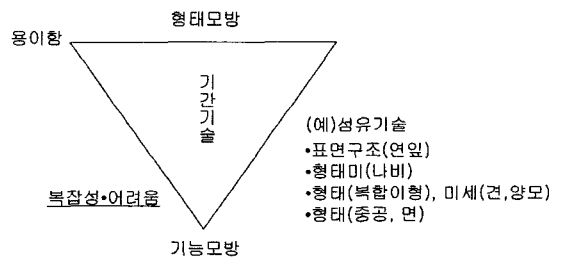 형태모방
용이함
기간기술
(예)섬유기술
•표면구조(연잎)
•형태미(나비)
•형태(복합이형), 미세(견,양모)
•형태(중공, 면)
복잡성•어려움
기능모방